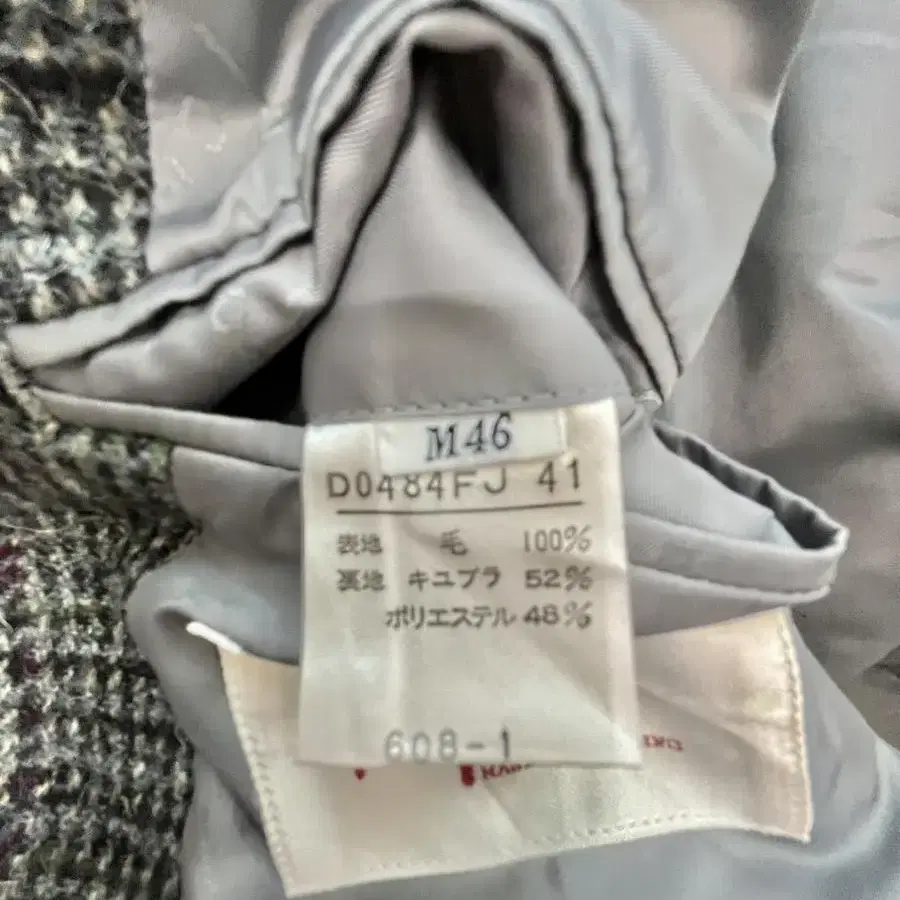 M46
D0484FJ 41
表地 毛 100%
裏地 キユプラ 52%
ポリエステル 48%
608-1